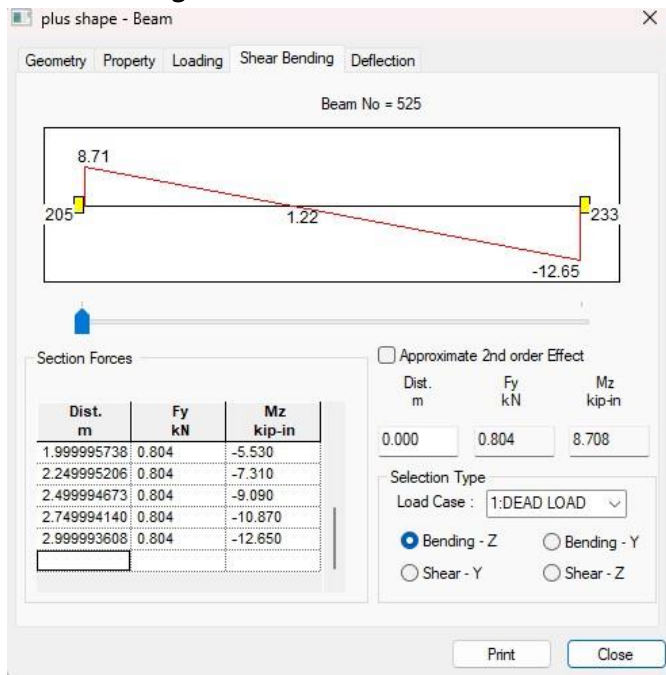 plus shape - Beam
Geometry Property Loading Shear Bending Deflection
Beam No = 525
8.71
205 1.22 233
-12.65
Section Forces
Dist. Fy Mz
m kN kip-in
1.999995738 0.804 -5.530
2.249995206 0.804 -7.310
2.499994673 0.804 -9.090
2.749994140 0.804 -10.870
2.999993608 0.804 -12.650
Approximate 2nd order Effect
Dist. Fy Mz
m kN kip-in
0.000 0.804 8.708
Selection Type
Load Case : 1:DEAD LOAD
Bending - Z Bending - Y
Shear - Y Shear - Z
Print Close